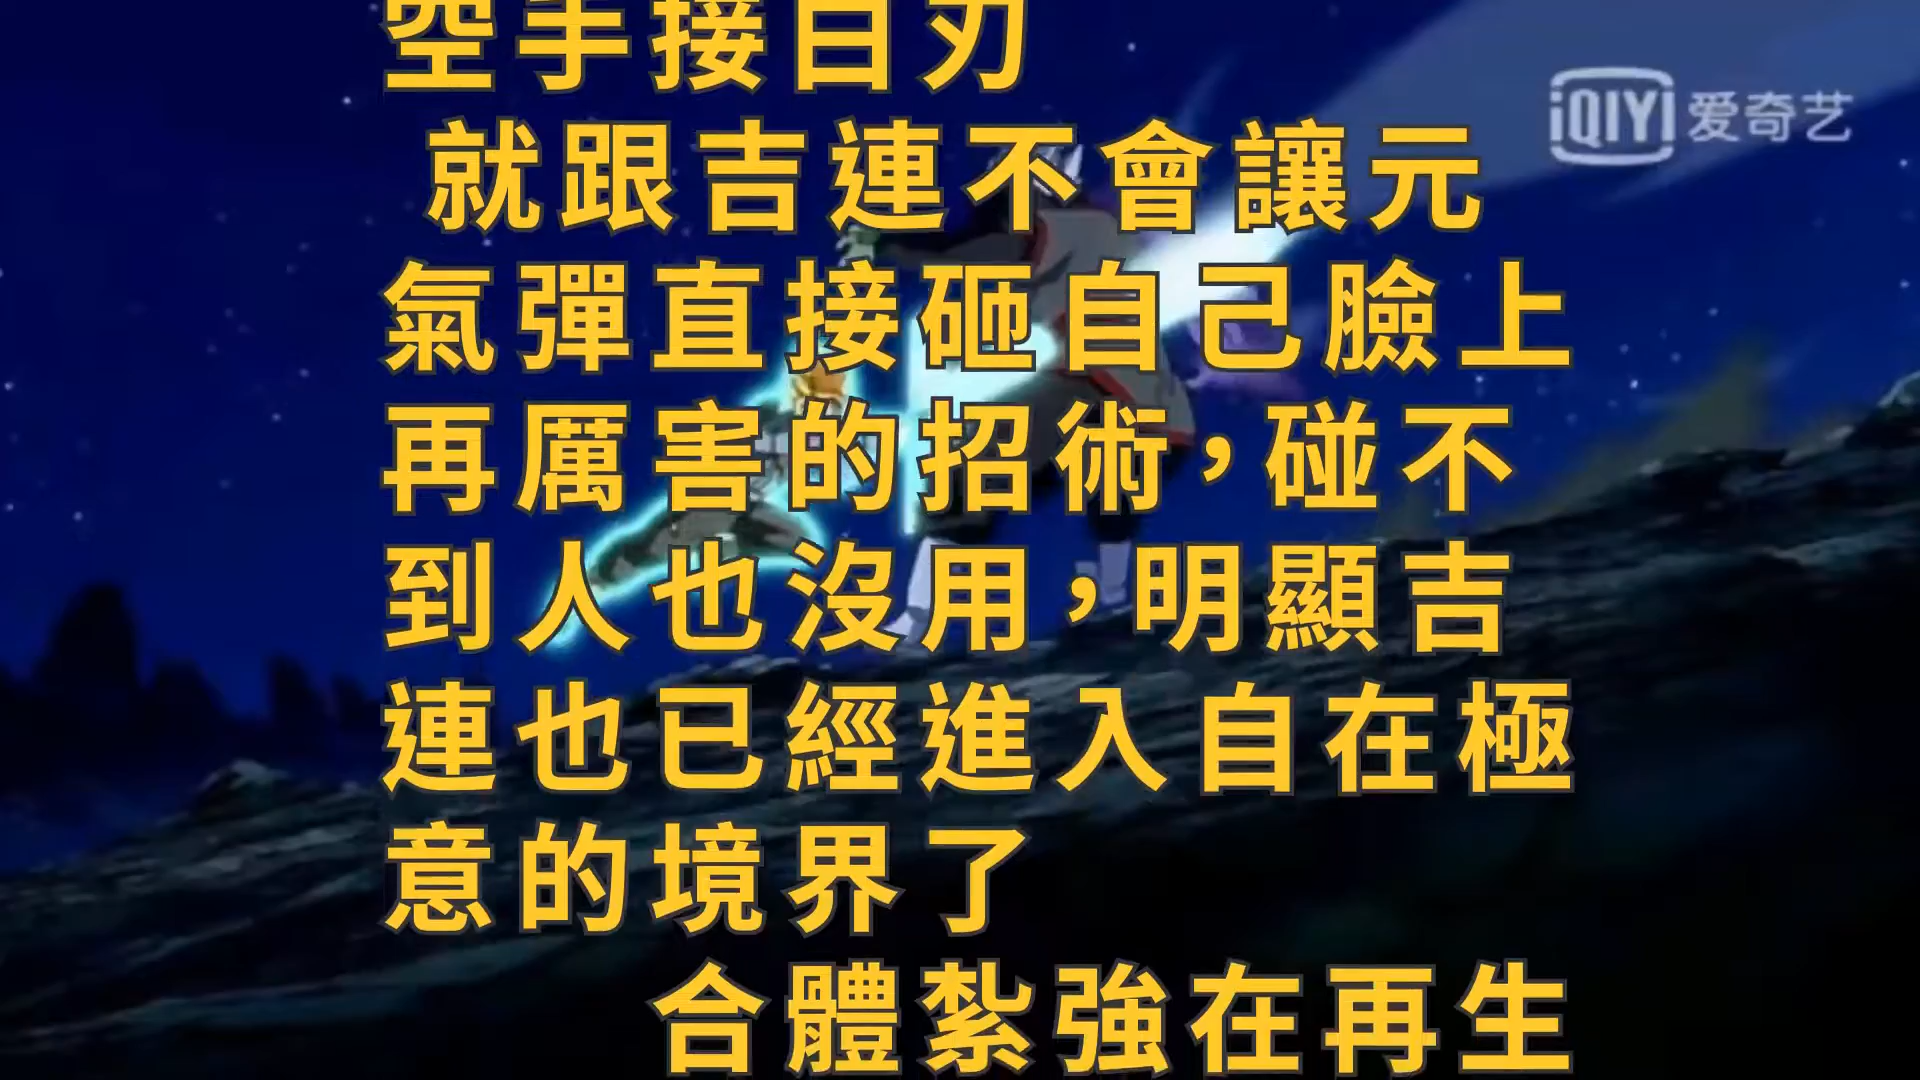 空手接白刃
就跟吉連不會讓元
氣彈直接砸自己臉上
再厲害的招術，碰不
到人也沒用，明顯吉
連也已經進入自在極
意的境界了
合體紮強在再生
iQIYI 爱奇艺